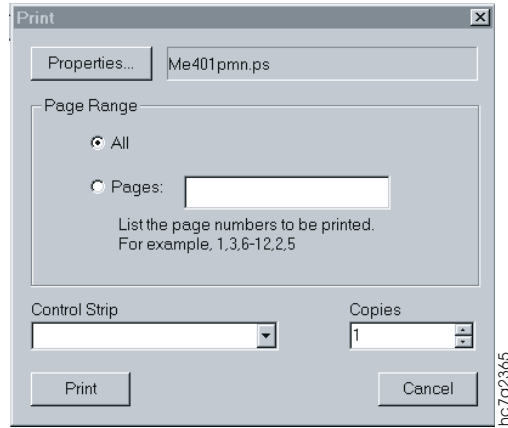 Print
Properties...
Me401pmn.ps
Page Range
All
Pages:
List the page numbers to be printed.
For example, 1,3,6-12,2,5
Control Strip
Copies
1
Print
Cancel
hc7q2365